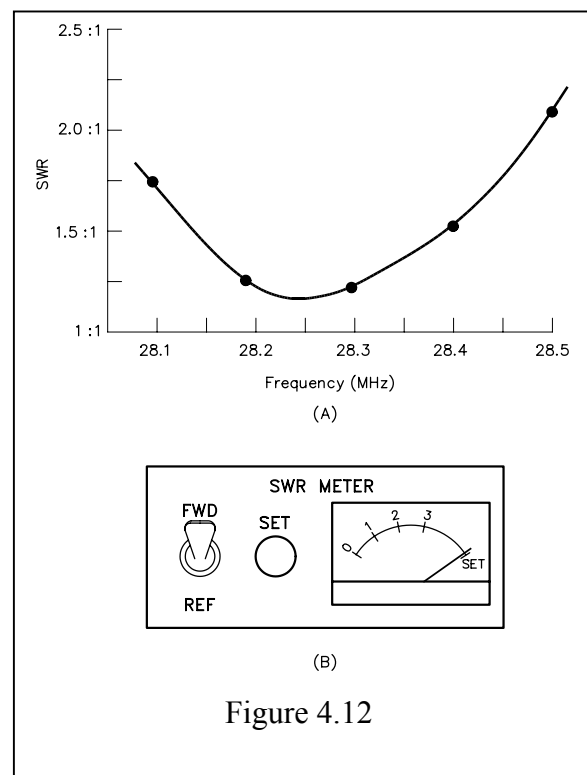 2.5 :1
2.0 :1
SWR
1.5 :1
1 :1
28.1 28.2 28.3 28.4 28.5
Frequency (MHz)
(A)
SWR METER
FWD SET
REF
0 1 2 3 SET
(B)
Figure 4.12